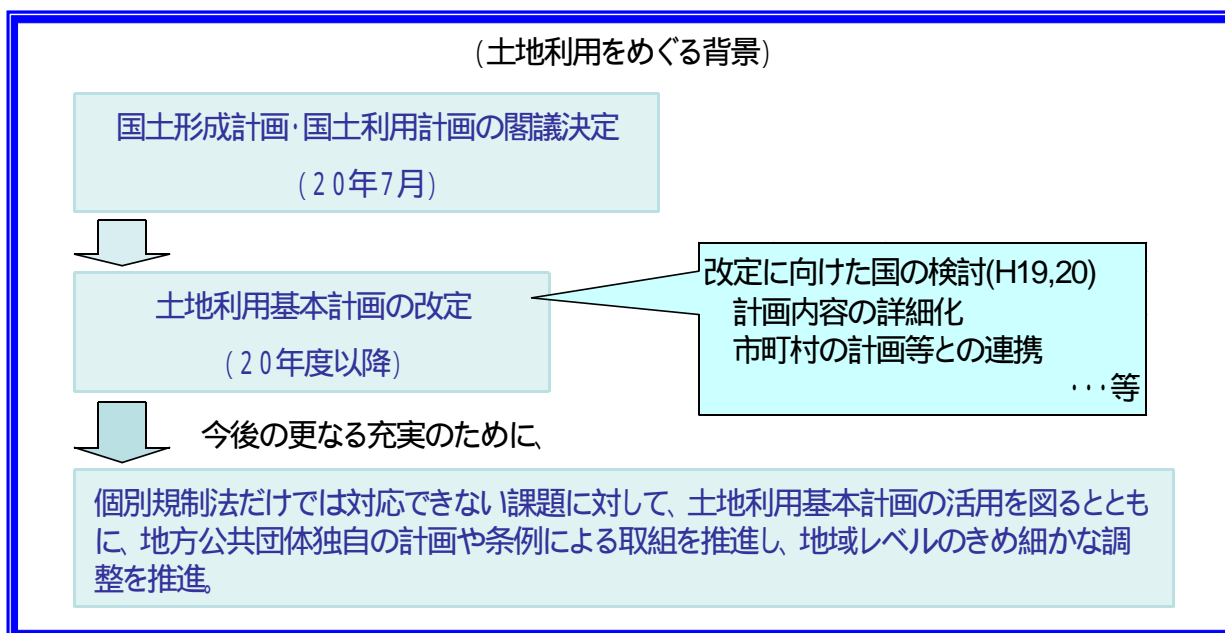 (土地利用をめぐる背景)
国土形成計画・国土利用計画の閣議決定
(20年7月)
土地利用基本計画の改定
(20年度以降)
改定に向けた国の検討(H19,20)
計画内容の詳細化
市町村の計画等との連携
・・・等
今後の更なる充実のために、
個別規制法だけでは対応できない課題に対して、土地利用基本計画の活用を図るととも
に、地方公共団体独自の計画や条例による取組を推進し、地域レベルのきめ細かな調
整を推進。